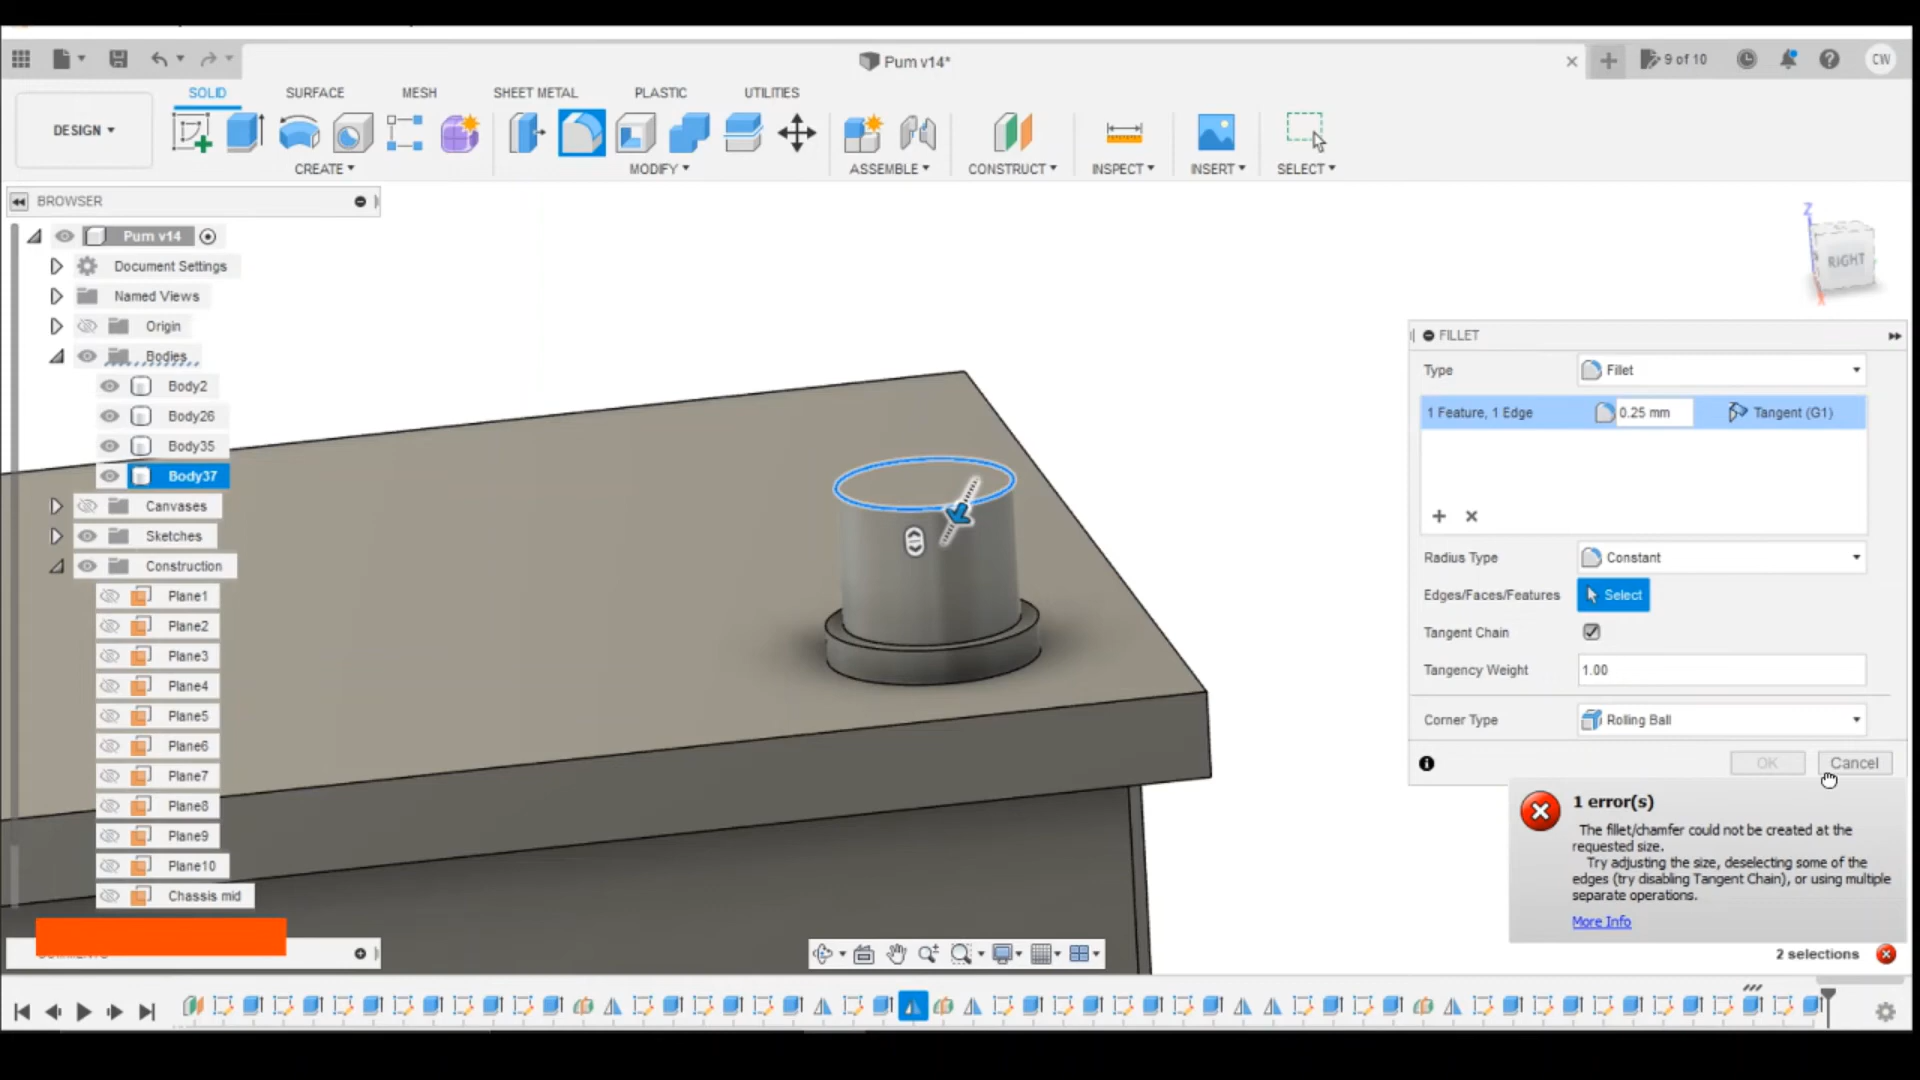 Pum v14*
9 of 10
CW
DESIGN
SOLID
SURFACE
MESH
SHEET METAL
PLASTIC
UTILITIES
CREATE
MODIFY
ASSEMBLE
CONSTRUCT
INSPECT
INSERT
SELECT
BROWSER
Pum v14
Document Settings
Named Views
Origin
Bodies
Body2
Body26
Body35
Body37
Canvases
Sketches
Construction
Plane1
Plane2
Plane3
Plane4
Plane5
Plane6
Plane7
Plane8
Plane9
Plane10
Chassis mid
Z
RIGHT
X
FILLET
Type Fillet
1 Feature, 1 Edge 0.25 mm Tangent (G1)
Radius Type Constant
Edges/Faces/Features Select
Tangent Chain
Tangency Weight 1.00
Corner Type Rolling Ball
OK Cancel
1 error(s)
The fillet/chamfer could not be created at the
requested size.
Try adjusting the size, deselecting some of the
edges (try disabling Tangent Chain), or using multiple
separate operations.
More Info
2 selections